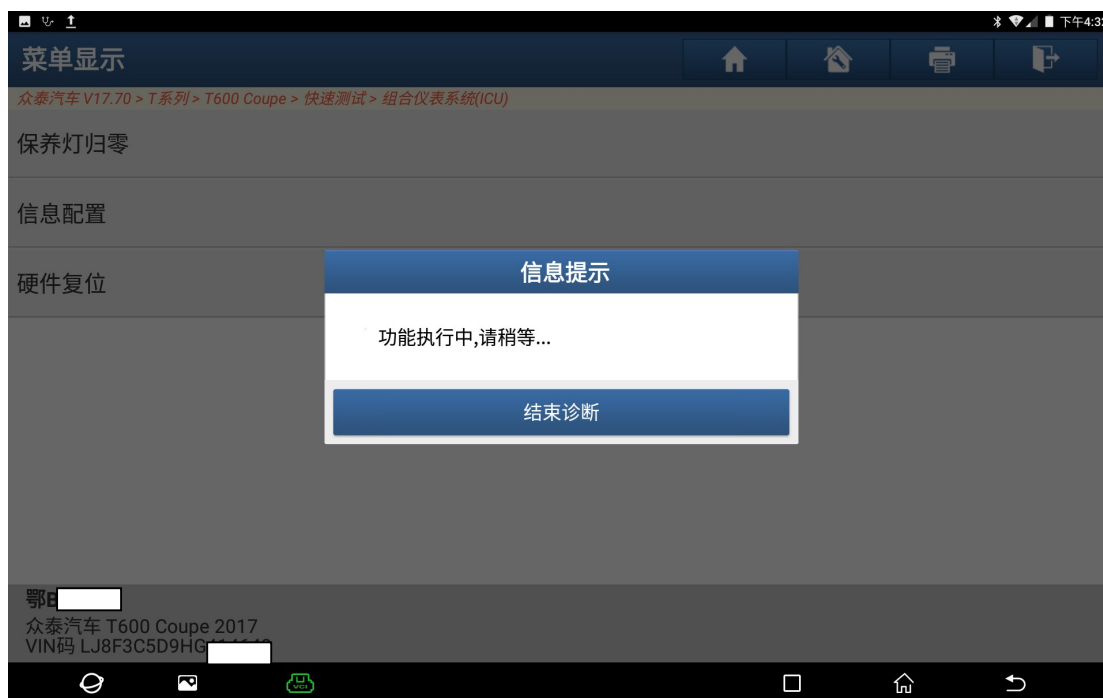 下午4:3
菜单显示
众泰汽车 V17.70 > T系列 > T600 Coupe > 快速测试 > 组合仪表系统(ICU)
保养灯归零
信息配置
硬件复位
信息提示
功能执行中,请稍等...
结束诊断
鄂B
众泰汽车 T600 Coupe 2017
VIN码 LJ8F3C5D9HG
VCI